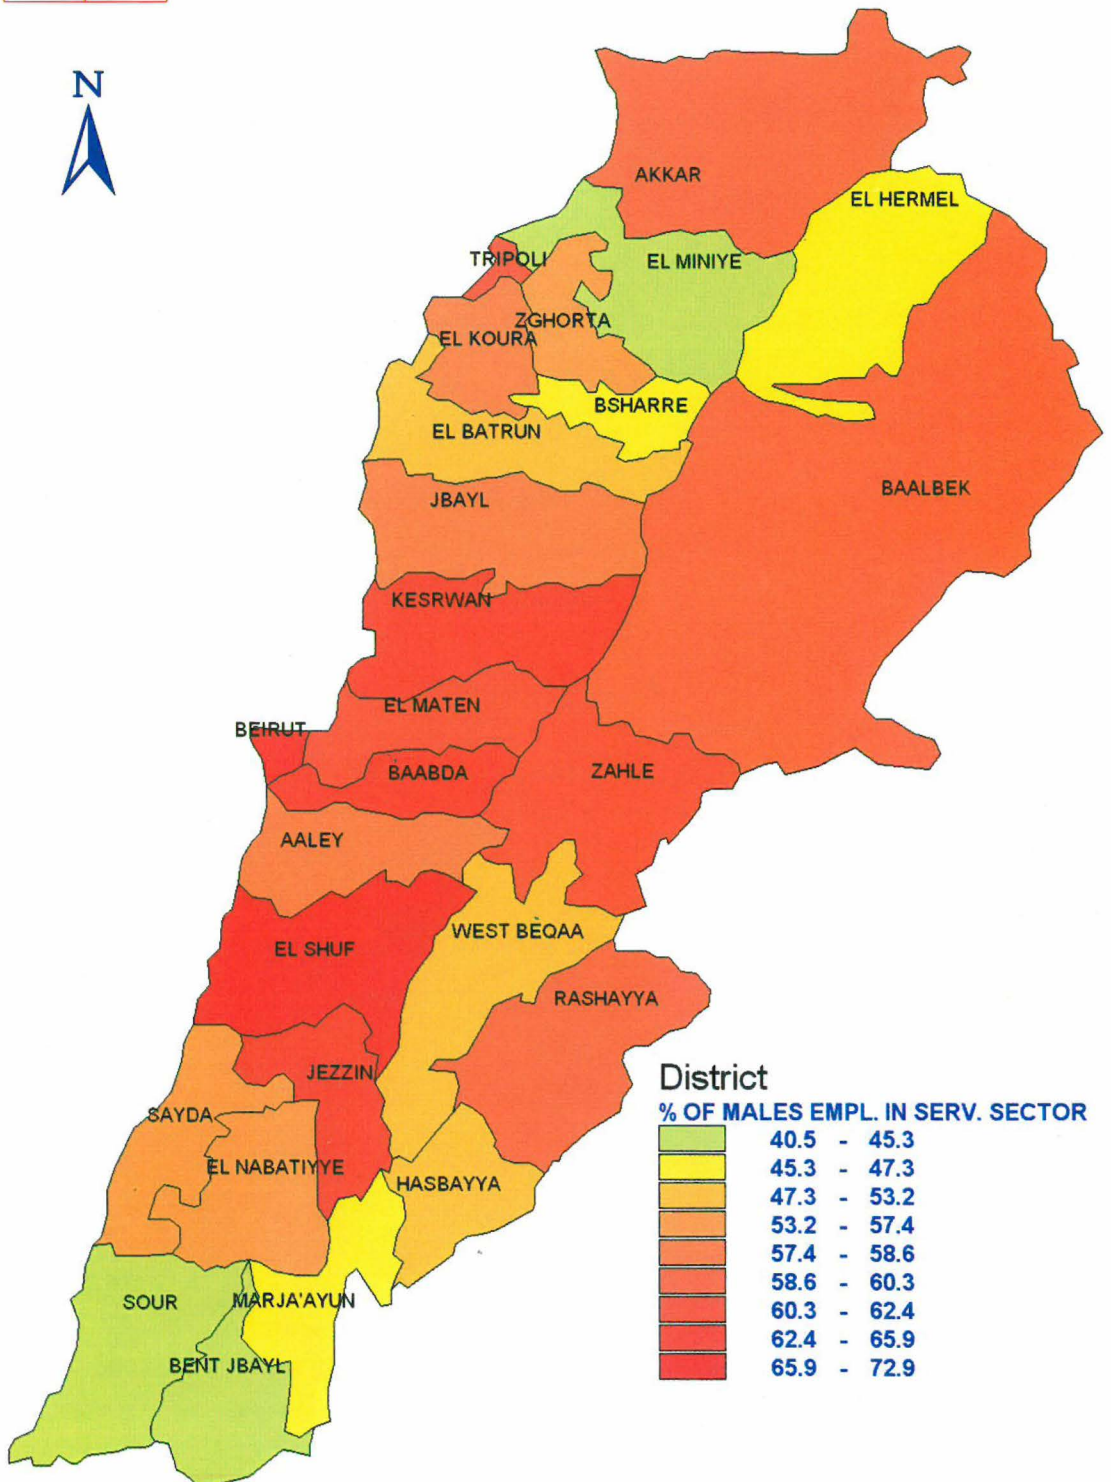 N
AKKAR
EL HERMEL
TRIPOLI
EL MINIYE
ZGHORTA
EL KOURA
BSHARRE
EL BATRUN
BAALBEK
JBAYL
KESRWAN
EL MATEN
BEIRUT
BAABDA
ZAHLE
AALEY
WEST BEQAA
EL SHUF
RASHAYYA
JEZZIN
SAYDA
EL NABATIYYE
HASBAYYA
SOUR
MARJA'AYUN
BENT JBAYL
District
% OF MALES EMPL. IN SERV. SECTOR
40.5 - 45.3
45.3 - 47.3
47.3 - 53.2
53.2 - 57.4
57.4 - 58.6
58.6 - 60.3
60.3 - 62.4
62.4 - 65.9
65.9 - 72.9